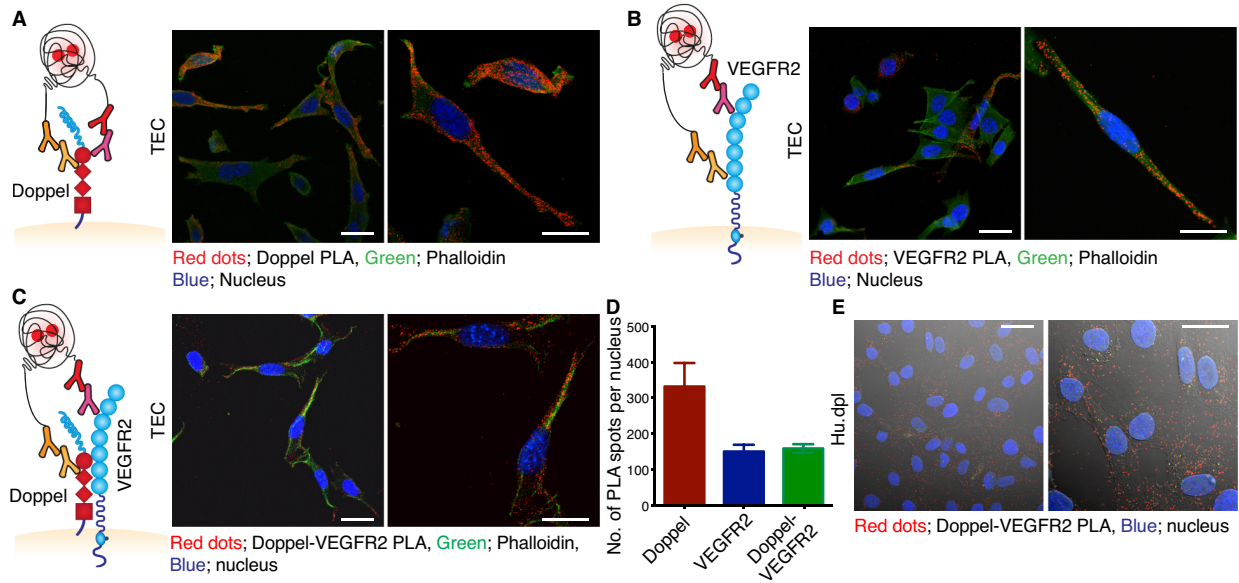 A
Doppel
TEC
Red dots; Doppel PLA, Green; Phalloidin
Blue; Nucleus
B
VEGFR2
TEC
Red dots; VEGFR2 PLA, Green; Phalloidin
Blue; Nucleus
C
Doppel
VEGFR2
TEC
Red dots; Doppel-VEGFR2 PLA, Green; Phalloidin,
Blue; nucleus
D
No. of PLA spots per nucleus
500
400
300
200
100
0
Doppel
VEGFR2
Doppel-
VEGFR2
E
Hu.dpl
Red dots; Doppel-VEGFR2 PLA, Blue; nucleus